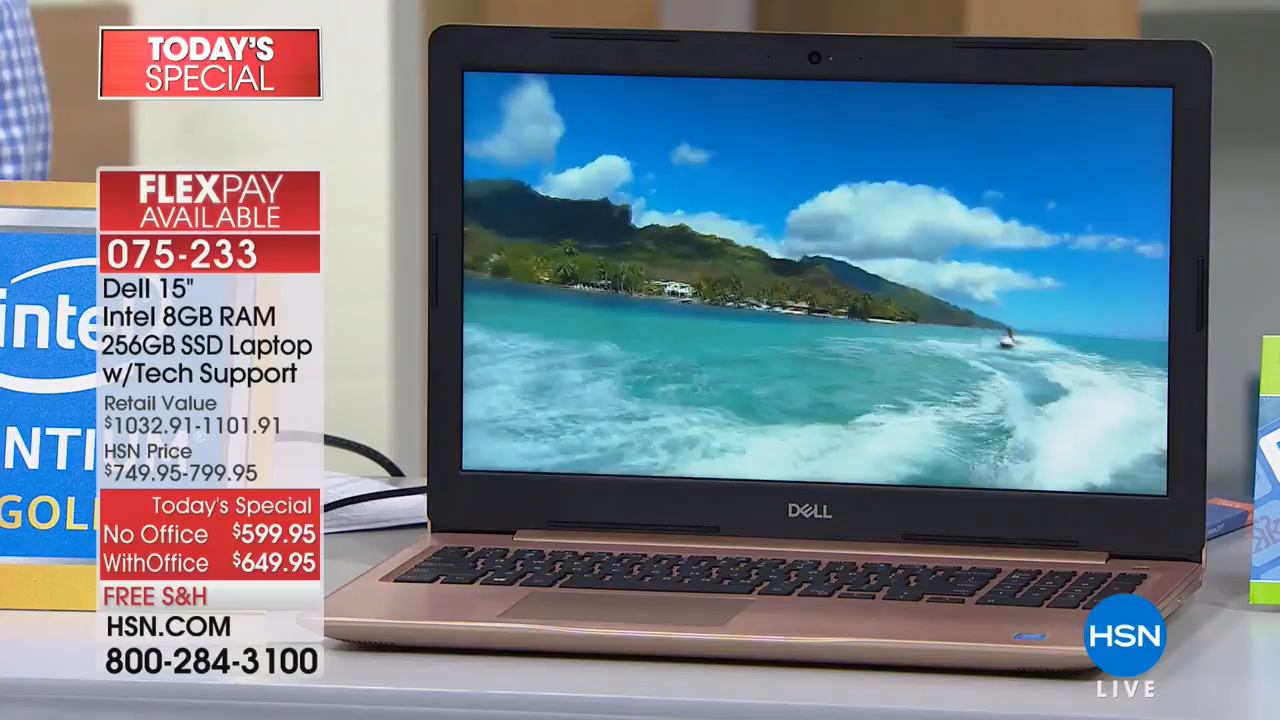 TODAY'S
SPECIAL
FLEXPAY
AVAILABLE
075-233
Dell 15"
Intel 8GB RAM
256GB SSD Laptop
w/Tech Support
Retail Value
$1032.91-1101.91
HSN Price
$749.95-799.95
Today's Special
No Office $599.95
WithOffice $649.95
FREE S&H
HSN.COM
800-284-3100
DELL
HSN
LIVE